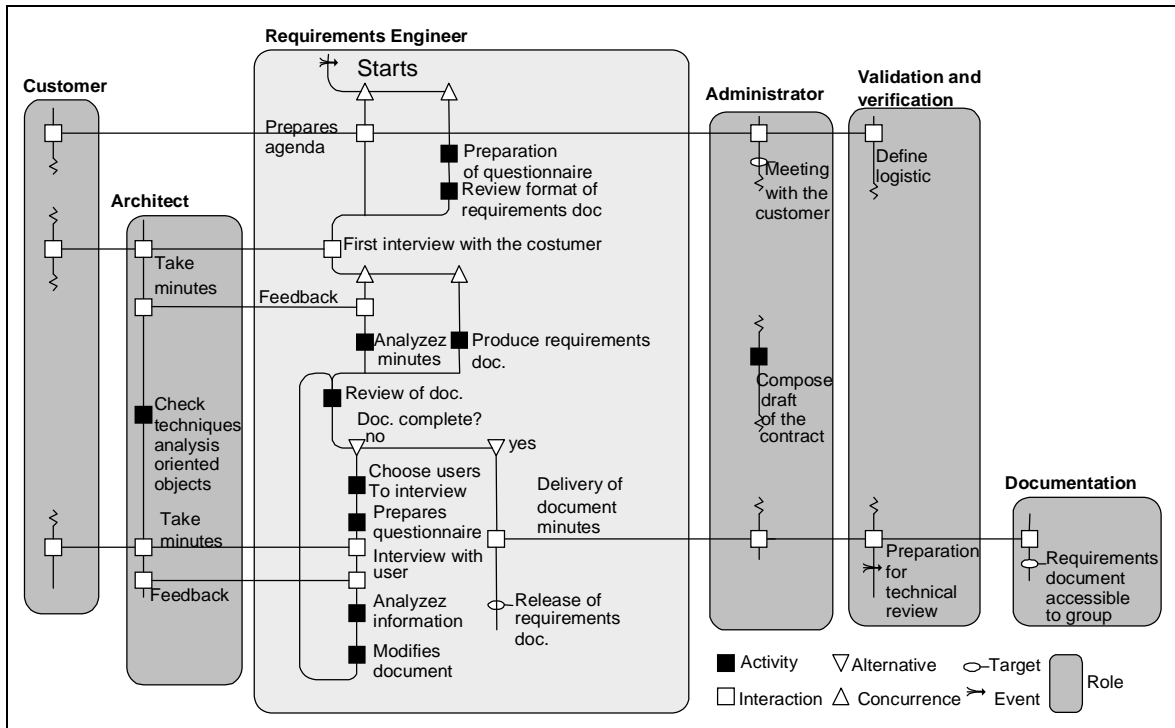 Requirements Engineer
Starts
Customer
Administrator
Validation and
verification
Prepares
agenda
Preparation
of questionnaire
Review format of
requirements doc
Meeting
with the
customer
Define
logistic
Architect
First interview with the costumer
Take
minutes
Feedback
Analyzez
minutes
Produce requirements
doc.
Review of doc.
Compose
draft
of the
contract
Check
techniques
analysis
oriented
objects
Doc. complete?
no
yes
Choose users
To interview
Prepares
questionnaire
Delivery of
document
minutes
Documentation
Take
minutes
Interview with
user
Feedback
Preparation
for
technical
review
Requirements
document
accessible
to group
Analyzez
information
Release of
requirements
doc.
Modifies
document
Activity
Alternative
Target
Role
Interaction
Concurrence
Event